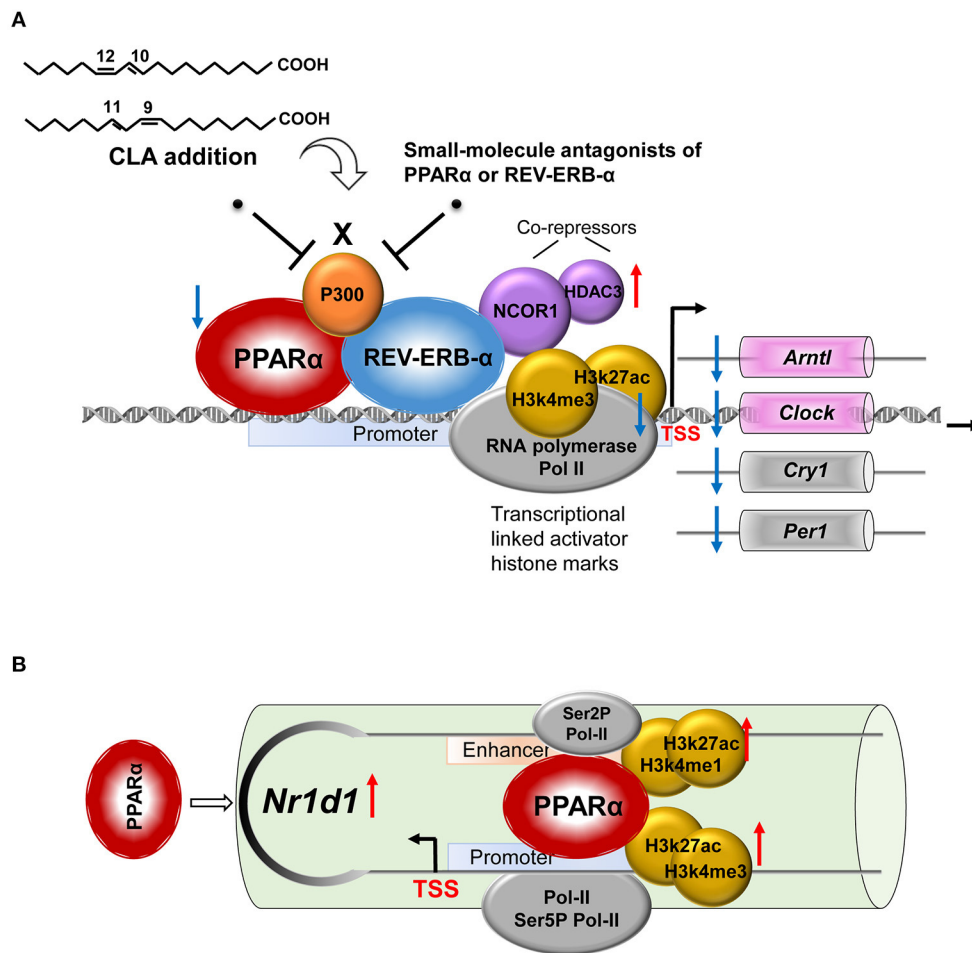 A
12 10
COOH
11 9
COOH
CLA addition
Small-molecule antagonists of
PPARα or REV-ERB-α
X
Co-repressors
P300
HDAC3
NCOR1
PPARα
REV-ERB-α
Arntl
H3k27ac
H3k4me3
Clock
Promoter
TSS
RNA polymerase
Pol II
Cry1
Transcriptional
linked activator
histone marks
Per1
B
Ser2P
Pol-II
Enhancer
H3k27ac
H3k4me1
PPARα
Nr1d1
PPARα
H3k27ac
H3k4me3
Promoter
TSS
Pol-II
Ser5P Pol-II